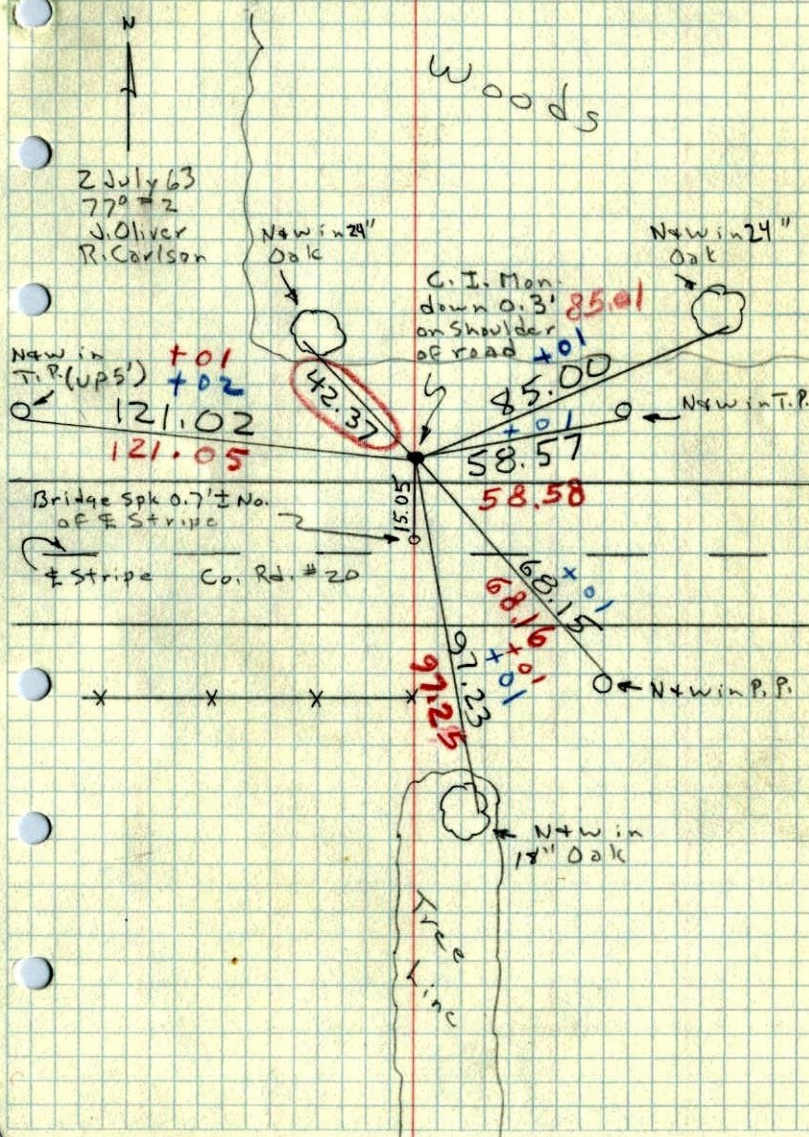 N
Woods
2 July 63
77° #2
J. Oliver
R. Carlson
N&W in 24"
Oak
N&W in 24"
Oak
C. I. Mon.
down 0.3'
on shoulder
of road
85.01
+01
85.00
N&W in
T.P. (up 5')
+01
+02
121.02
121.05
42.37
N&W in T.P.
+01
58.57
58.58
Bridge Spk 0.7'± No.
of ℄ Stripe
15.05
℄ Stripe Co. Rd. #20
68.15
+01
68.16
+01
97.23
+01
97.25
N&W in P.P.
N&W in
18" Oak
Tree
Line